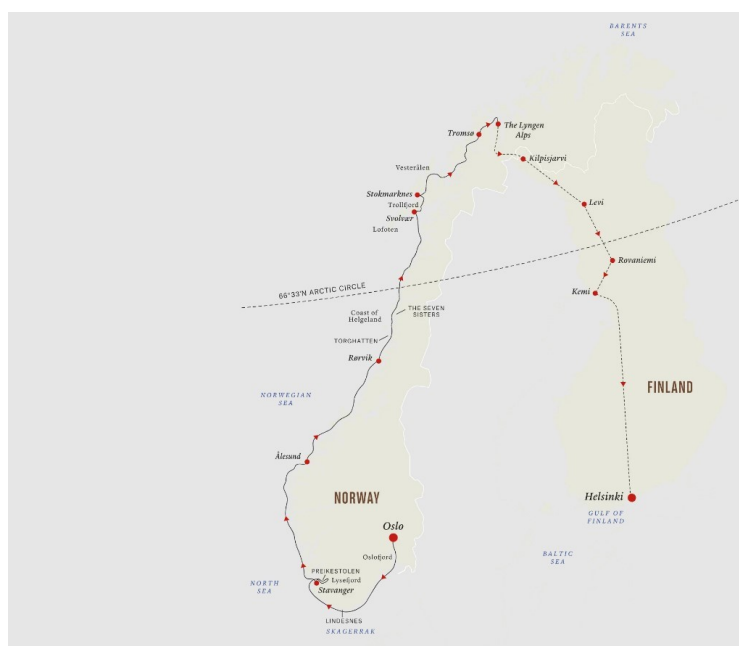 BARENTS
SEA
Tromsø
The Lyngen
Alps
Kilpisjarvi
Vesterålen
Stokmarknes
Trollfjord
Svolvær
Lofoten
Levi
Rovaniemi
66°33'N ARCTIC CIRCLE
Kemi
THE SEVEN
SISTERS
Coast of
Helgeland
TORGHATTEN
Rørvik
NORWEGIAN
SEA
FINLAND
Ålesund
NORWAY
Helsinki
GULF OF
FINLAND
Oslo
Oslofjord
BALTIC
SEA
PREIKESTOLEN
Lysefjord
NORTH
SEA
Stavanger
LINDESNES
SKAGERRAK